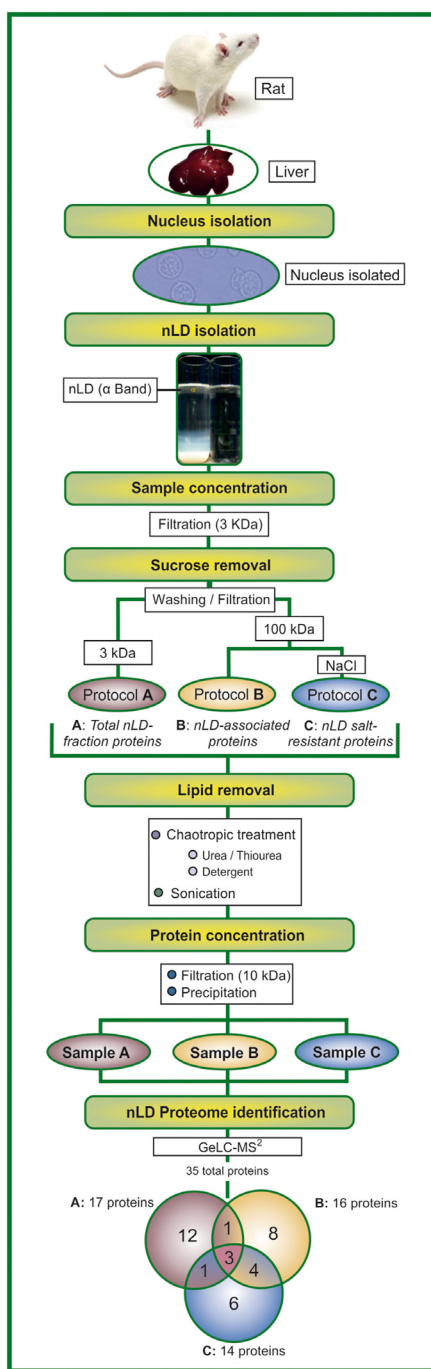 Rat
Liver
Nucleus isolation
Nucleus isolated
nLD isolation
nLD (α Band)
α
Sample concentration
Filtration (3 KDa)
Sucrose removal
Washing / Filtration
100 kDa
3 kDa
NaCl
Protocol A
Protocol B
Protocol C
A: Total nLD-
fraction proteins
B: nLD-associated
proteins
C: nLD salt-
resistant proteins
Lipid removal
Chaotropic treatment
Urea / Thiourea
Detergent
Sonication
Protein concentration
Filtration (10 kDa)
Precipitation
Sample A
Sample B
Sample C
nLD Proteome identification
GeLC-MS²
35 total proteins
A: 17 proteins
B: 16 proteins
12
1
8
3
1
4
6
C: 14 proteins